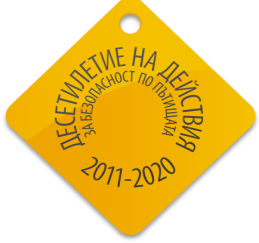 ДЕСЕТИЛЕТИЕ НА ДЕЙСТВИЯ
ЗА БЕЗОПАСНОСТ ПО ПЪТИЩАТА
2011-2020